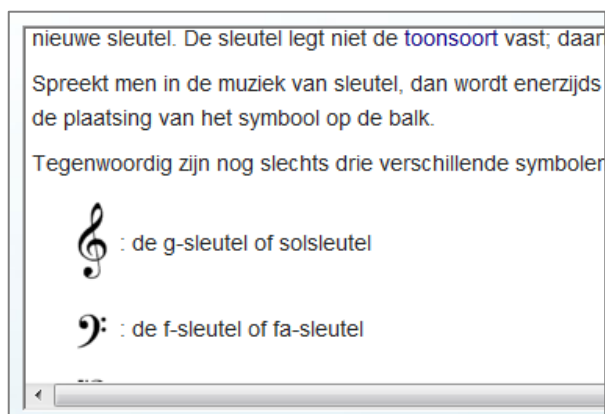 nieuwe sleutel. De sleutel legt niet de toonsoort vast; daar
Spreekt men in de muziek van sleutel, dan wordt enerzijds
de plaatsing van het symbool op de balk.
Tegenwoordig zijn nog slechts drie verschillende symbolen
: de g-sleutel of solsleutel
: de f-sleutel of fa-sleutel